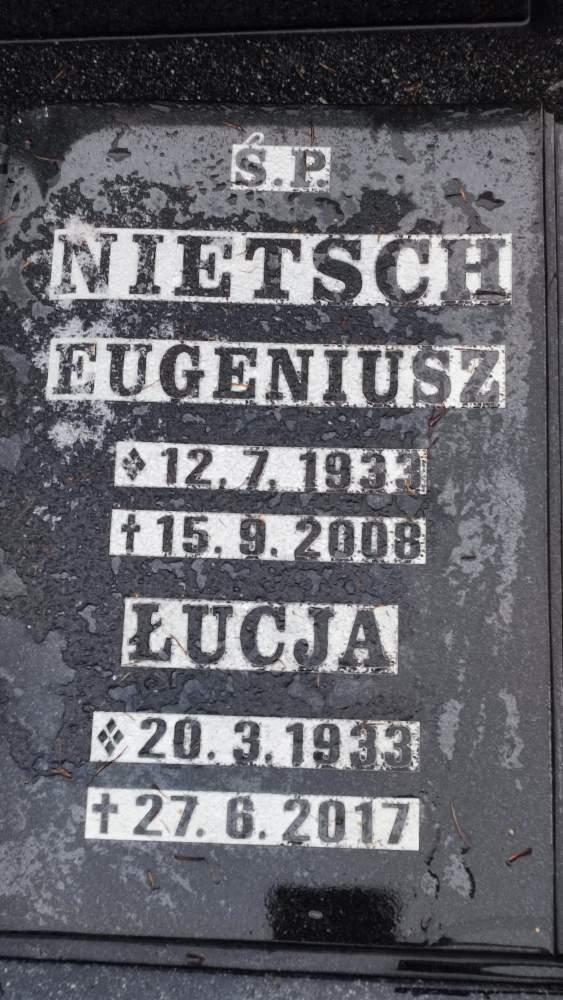 Ś.P.
NIETSCH
EUGENIUSZ
12.7.1933
✝15.9.2008
ŁUCJA
20.3.1933
✝27.6.2017